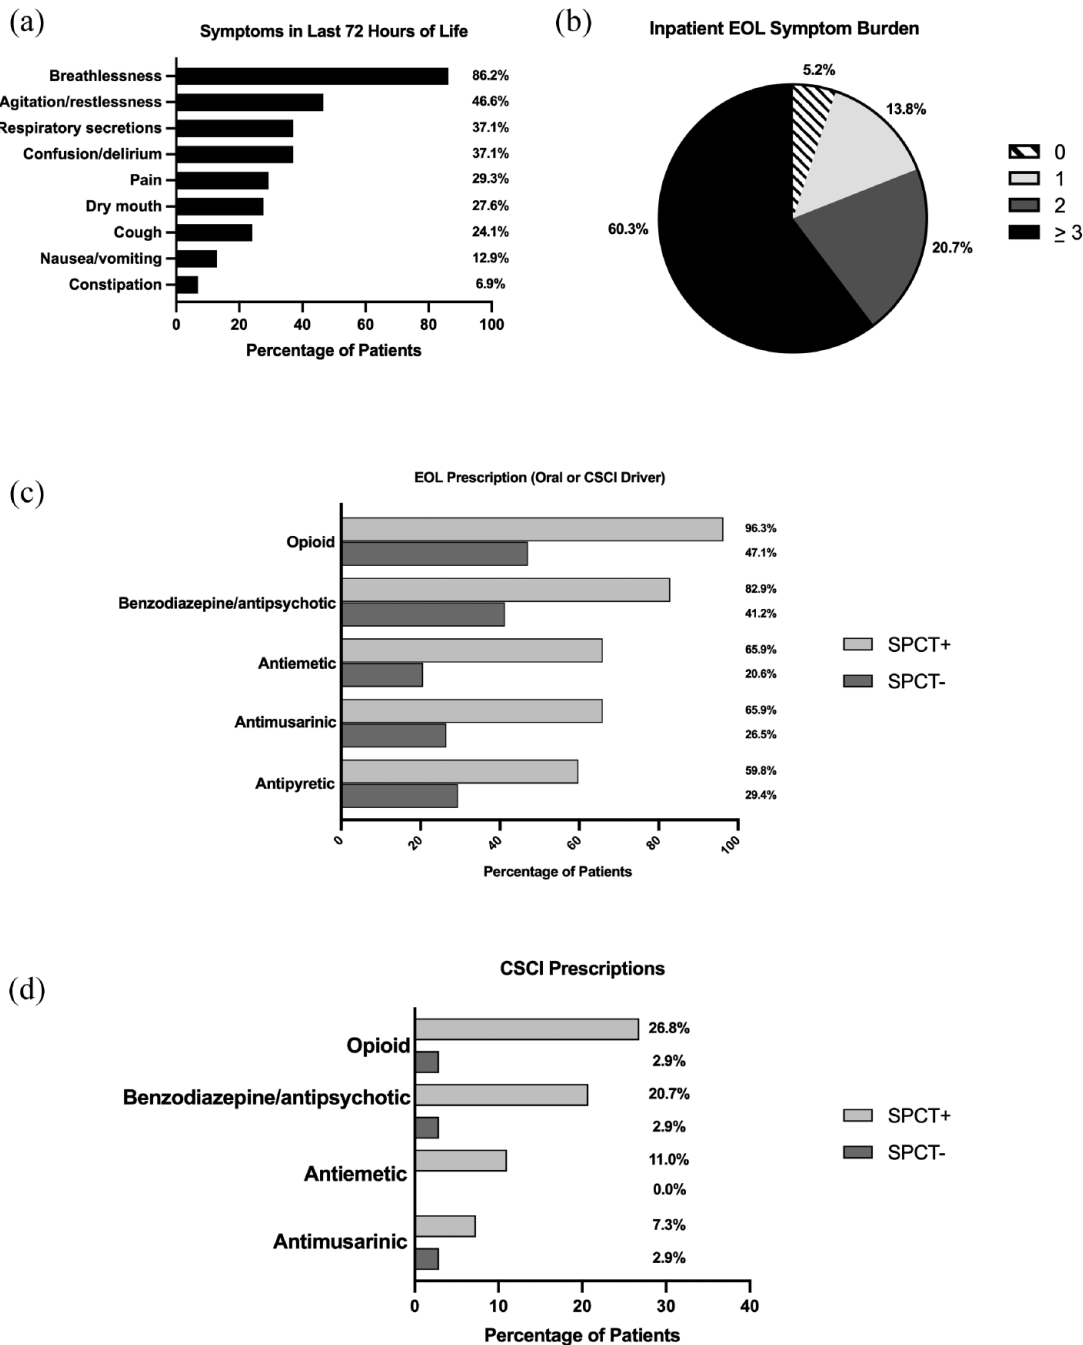 (a)
Symptoms in Last 72 Hours of Life
Breathlessness 86.2%
Agitation/restlessness 46.6%
Respiratory secretions 37.1%
Confusion/delirium 37.1%
Pain 29.3%
Dry mouth 27.6%
Cough 24.1%
Nausea/vomiting 12.9%
Constipation 6.9%
0 20 40 60 80 100
Percentage of Patients
(b)
Inpatient EOL Symptom Burden
5.2%
13.8%
20.7%
60.3%
0
1
2
≥ 3
(c)
EOL Prescription (Oral or CSCI Driver)
Opioid
96.3%
47.1%
Benzodiazepine/antipsychotic
82.9%
41.2%
Antiemetic
65.9%
20.6%
Antimusarinic
65.9%
26.5%
Antipyretic
59.8%
29.4%
0 20 40 60 80 100
Percentage of Patients
SPCT+
SPCT-
(d)
CSCI Prescriptions
Opioid
26.8%
2.9%
Benzodiazepine/antipsychotic
20.7%
2.9%
Antiemetic
11.0%
0.0%
Antimusarinic
7.3%
2.9%
0 10 20 30 40
Percentage of Patients
SPCT+
SPCT-